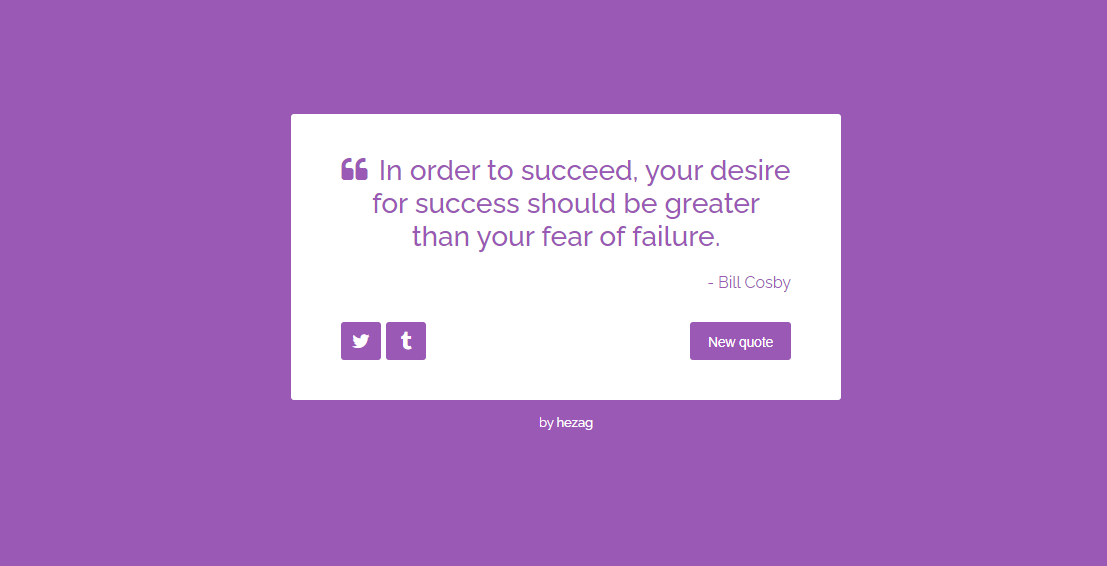 “ In order to succeed, your desire
for success should be greater
than your fear of failure.
- Bill Cosby
New quote
by hezag